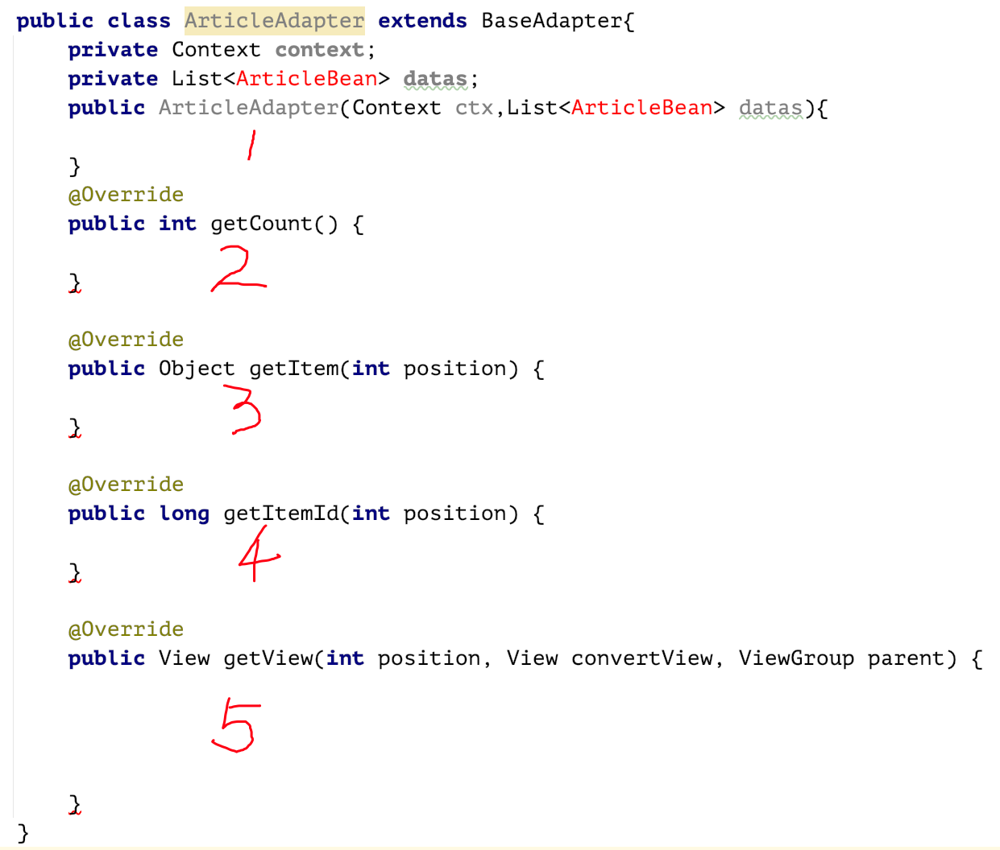 public class ArticleAdapter extends BaseAdapter{
private Context context;
private List<ArticleBean> datas;
public ArticleAdapter(Context ctx,List<ArticleBean> datas){
1
}
@Override
public int getCount() {
2
}
@Override
public Object getItem(int position) {
3
}
@Override
public long getItemId(int position) {
4
}
@Override
public View getView(int position, View convertView, ViewGroup parent) {
5
}
}